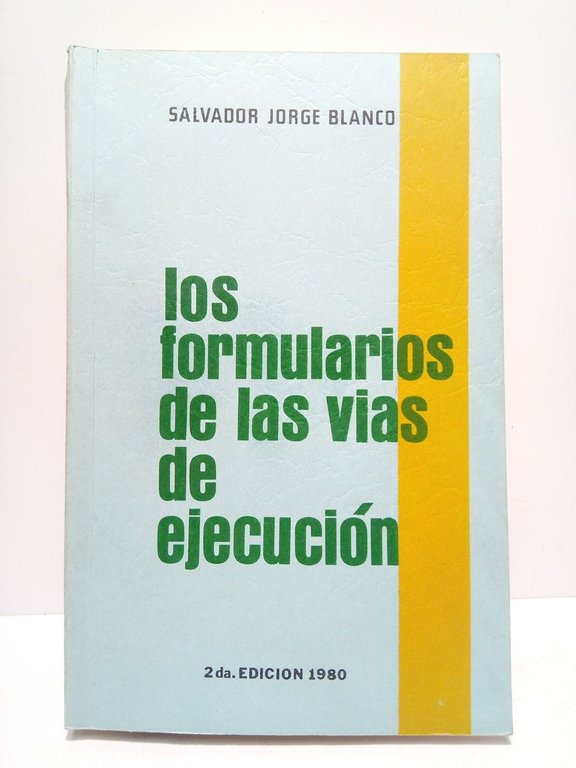 SALVADOR JORGE BLANCO
los
formularios
de las vias
de
ejecución
2da. EDICION 1980